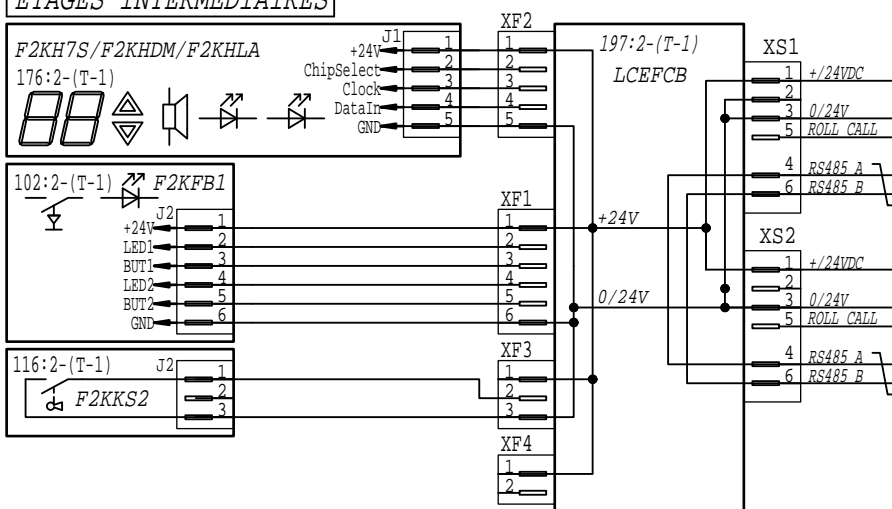 ETAGES INTERMEDIAIRES
F2KH7S/F2KHDM/F2KHLA
176:2-(T-1)
J1
+24V 1
ChipSelect 2
Clock 3
DataIn 4
GND 5
XF2
1
2
3
4
5
197:2-(T-1)
LCEFCB
XS1
1 +/24VDC
2
3 0/24V
5 ROLL CALL
4 RS485 A
6 RS485 B
102:2-(T-1) F2KFB1
J2
+24V 1
LED1 2
BUT1 3
LED2 4
BUT2 5
GND 6
XF1
1
2
3
4
5
6
+24V
0/24V
XS2
1 +/24VDC
2
3 0/24V
5 ROLL CALL
4 RS485 A
6 RS485 B
116:2-(T-1) J2
F2KKS2
1
2
3
XF3
1
2
3
XF4
1
2